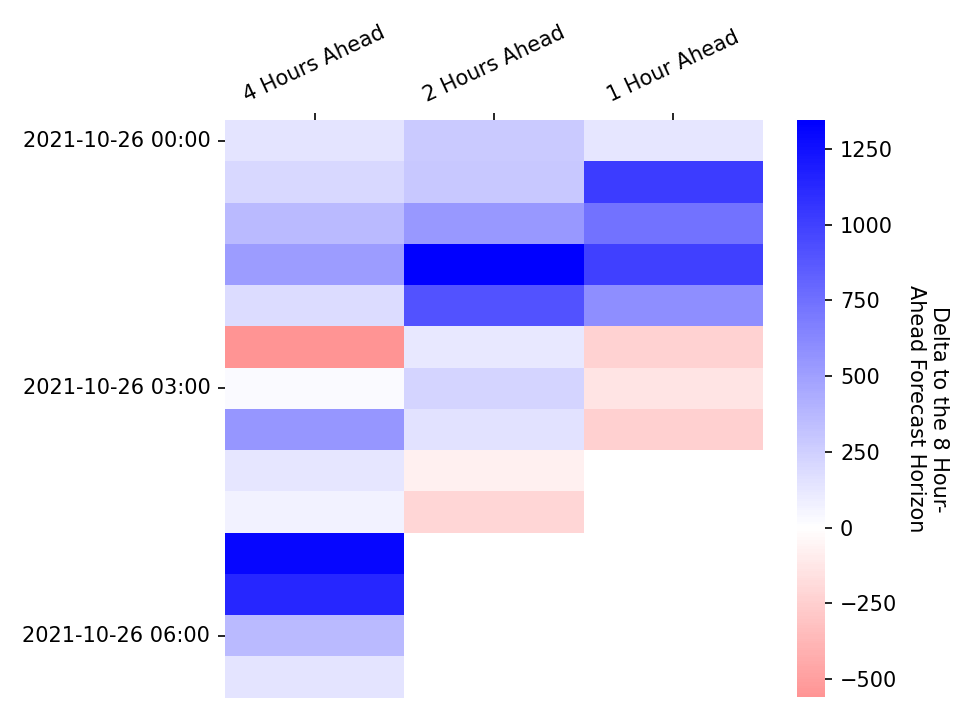 4 Hours Ahead
2 Hours Ahead
1 Hour Ahead
2021-10-26 00:00
2021-10-26 03:00
2021-10-26 06:00
1250
1000
750
500
250
0
−250
−500
Delta to the 8 Hour-
Ahead Forecast Horizon